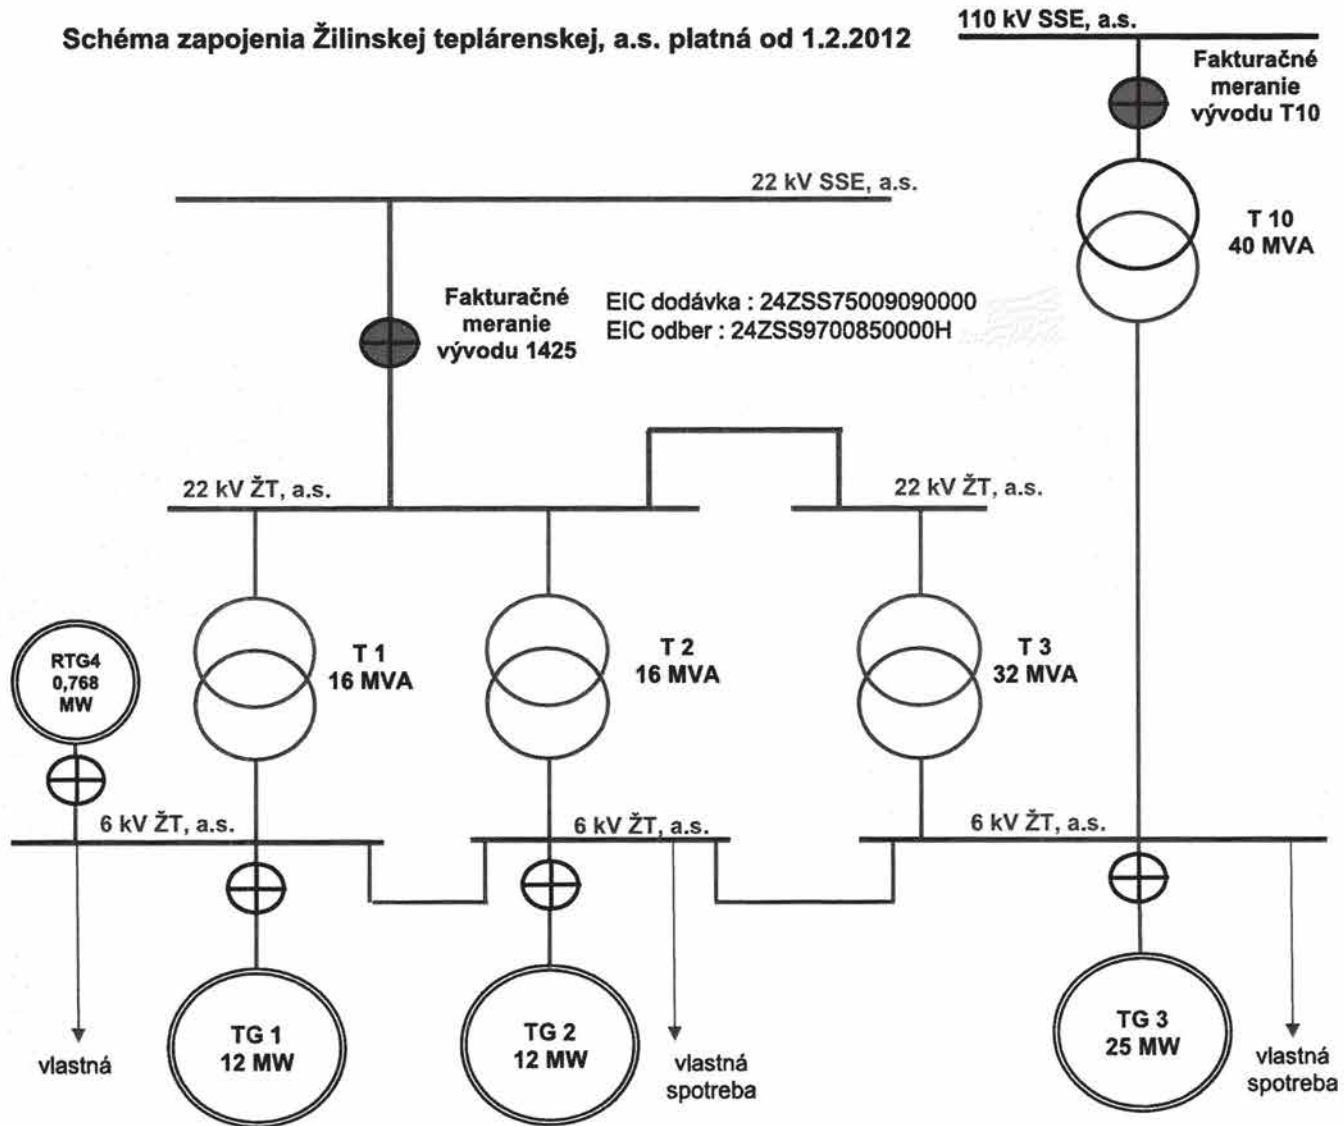 Schéma zapojenia Žilinskej teplárenskej, a.s. platná od 1.2.2012
110 kV SSE, a.s.
Fakturačné
meranie
vývodu T10
22 kV SSE, a.s.
T 10
40 MVA
Fakturačné
meranie
vývodu 1425
EIC dodávka : 24ZSS75009090000
EIC odber : 24ZSS9700850000H
22 kV ŽT, a.s.
22 kV ŽT, a.s.
RTG4
0,768
MW
T 1
16 MVA
T 2
16 MVA
T 3
32 MVA
6 kV ŽT, a.s.
6 kV ŽT, a.s.
6 kV ŽT, a.s.
TG 1
12 MW
TG 2
12 MW
TG 3
25 MW
vlastná
vlastná
spotreba
vlastná
spotreba